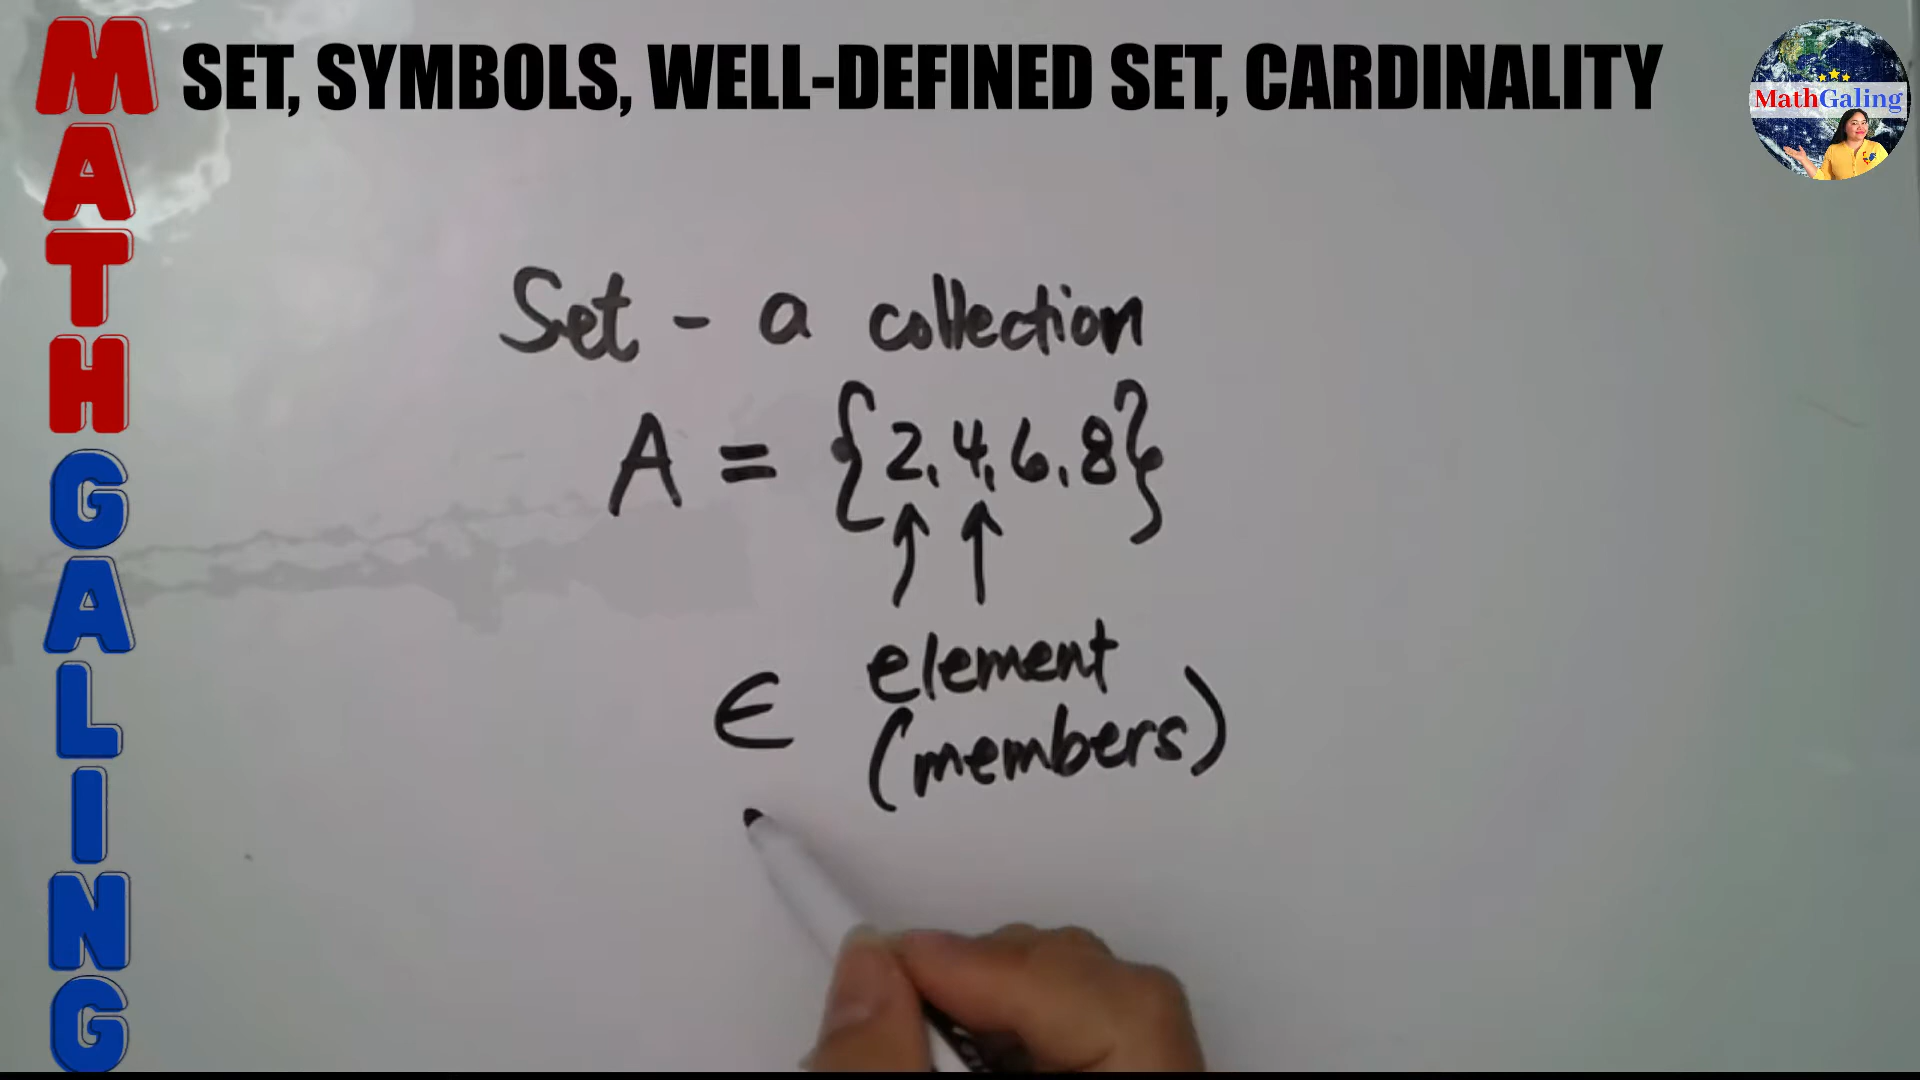 SET, SYMBOLS, WELL-DEFINED SET, CARDINALITY
MathGaling
MATH GALING
Set - a collection
A = {2, 4, 6, 8}
↑ ↑
∈ element
(members)